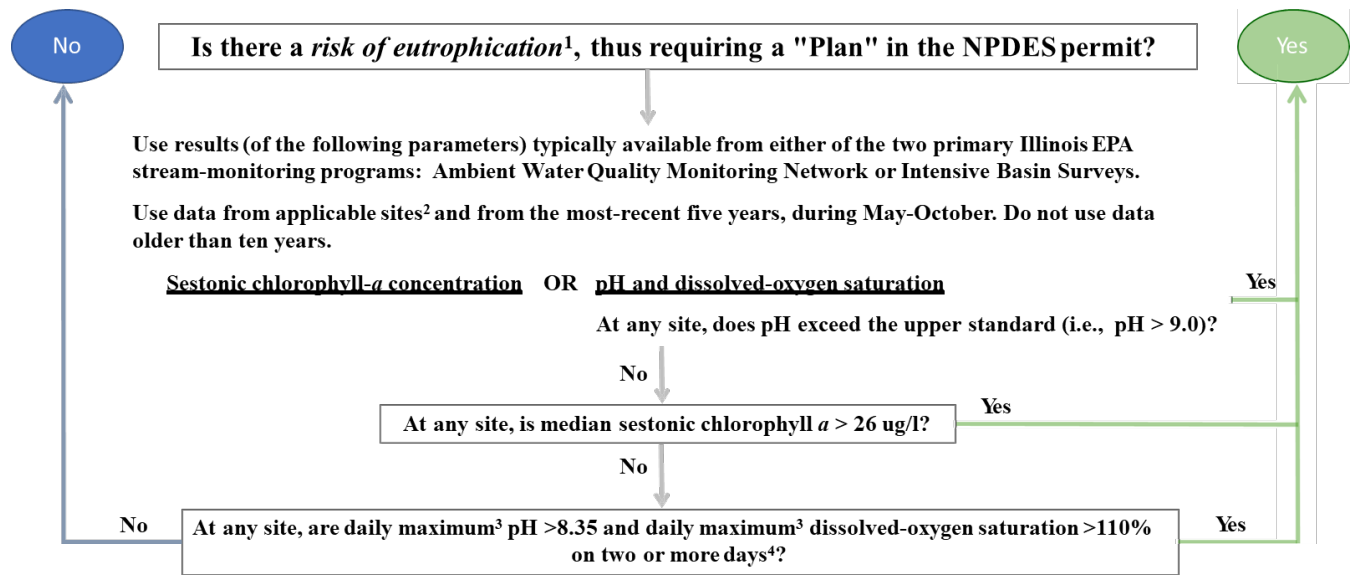 No
Is there a risk of eutrophication¹, thus requiring a "Plan" in the NPDES permit?
Yes
Use results (of the following parameters) typically available from either of the two primary Illinois EPA
stream-monitoring programs: Ambient Water Quality Monitoring Network or Intensive Basin Surveys.
Use data from applicable sites² and from the most-recent five years, during May-October. Do not use data
older than ten years.
Sestonic chlorophyll-a concentration OR pH and dissolved-oxygen saturation
Yes
At any site, does pH exceed the upper standard (i.e., pH > 9.0)?
No
At any site, is median sestonic chlorophyll a > 26 ug/l?
Yes
No
No
At any site, are daily maximum³ pH >8.35 and daily maximum³ dissolved-oxygen saturation >110%
on two or more days⁴?
Yes